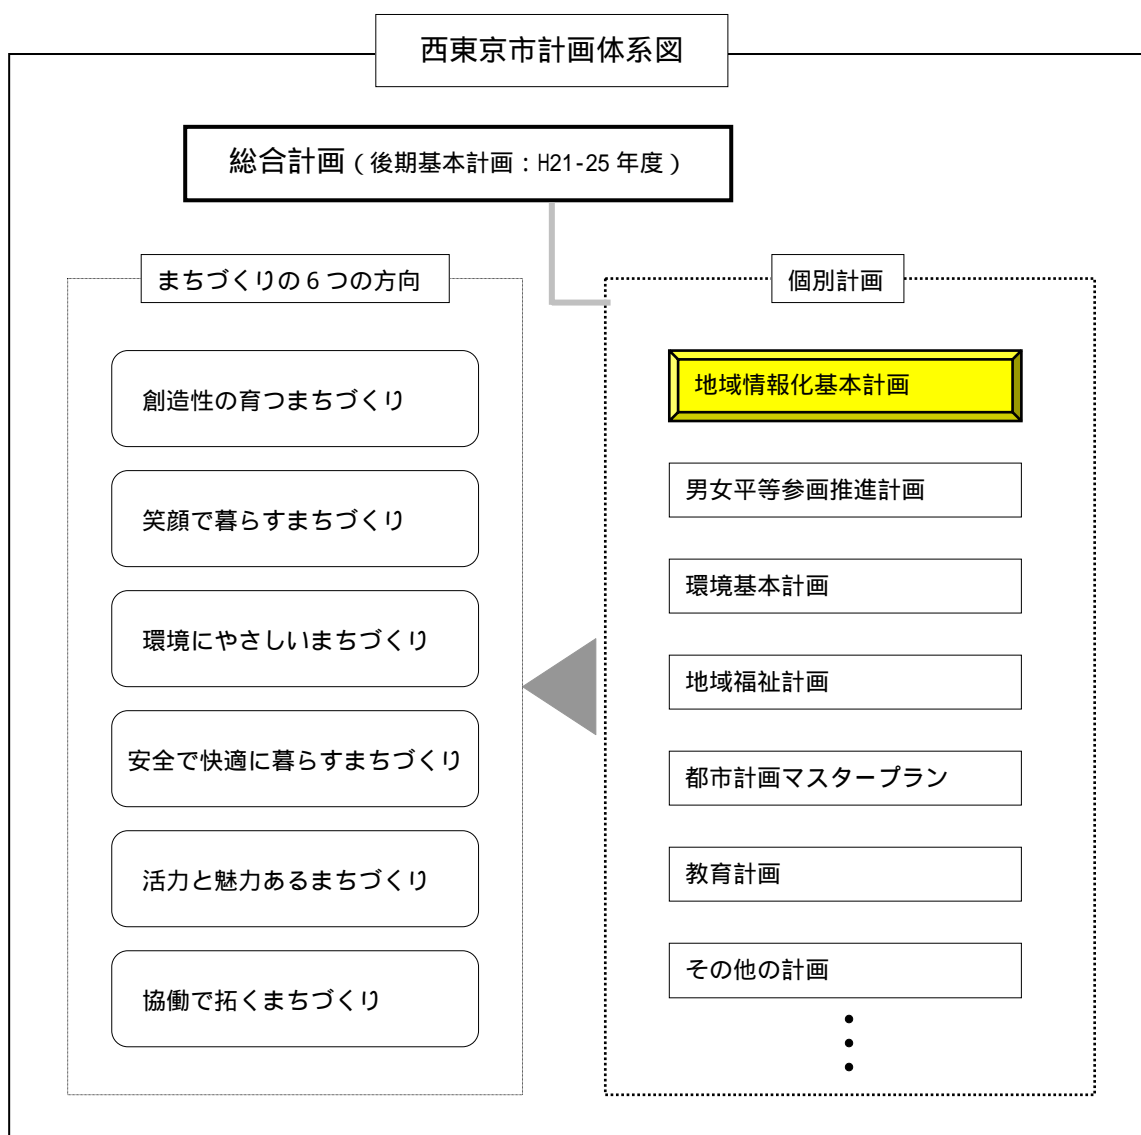 西東京市計画体系図
総合計画（後期基本計画：H21-25 年度）
まちづくりの６つの方向
創造性の育つまちづくり
笑顔で暮らすまちづくり
環境にやさしいまちづくり
安全で快適に暮らすまちづくり
活力と魅力あるまちづくり
協働で拓くまちづくり
個別計画
地域情報化基本計画
男女平等参画推進計画
環境基本計画
地域福祉計画
都市計画マスタープラン
教育計画
その他の計画